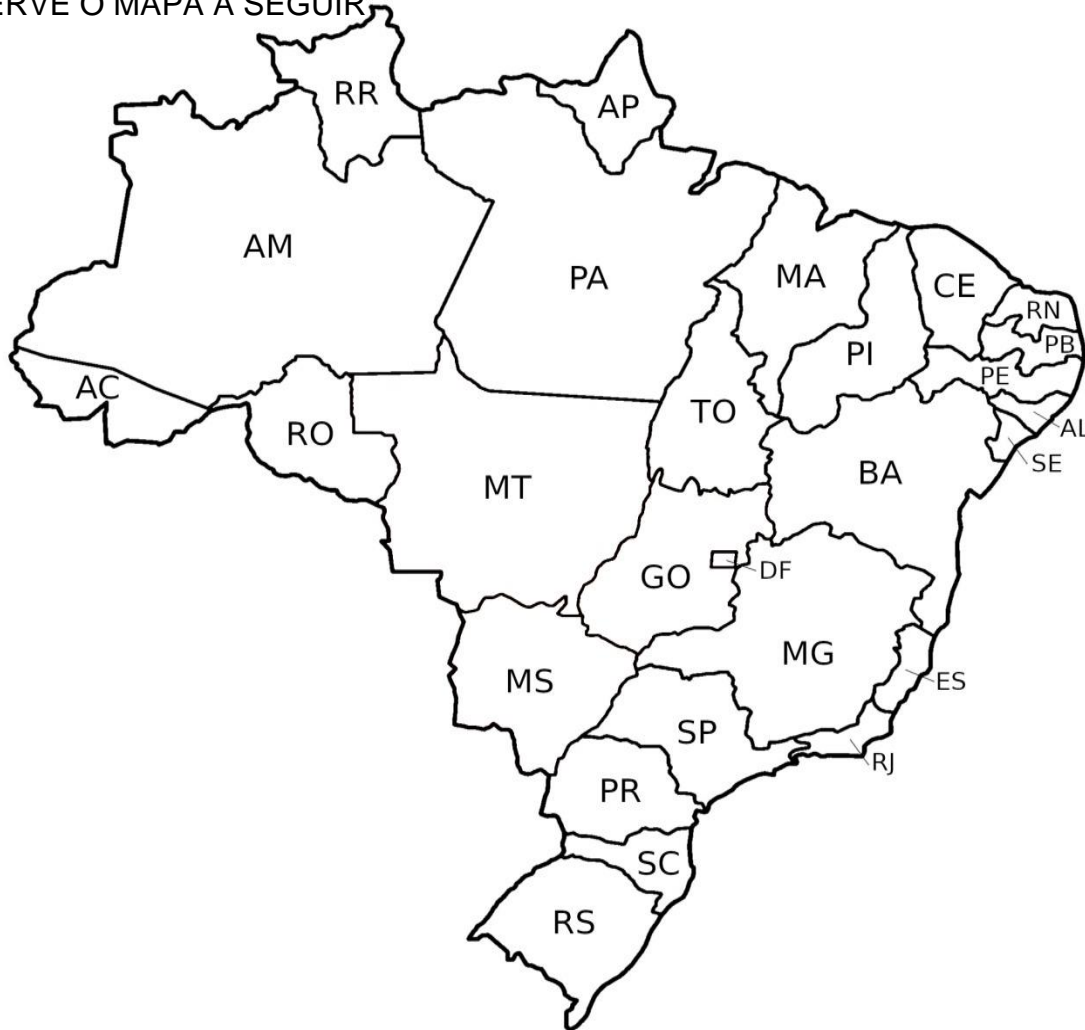 ERVE O MAPA A SEGUIR
RR
AP
AM
PA
MA
CE
RN
PB
PI
PE
AC
TO
AL
RO
SE
BA
MT
DF
GO
MG
MS
ES
SP
RJ
PR
SC
RS